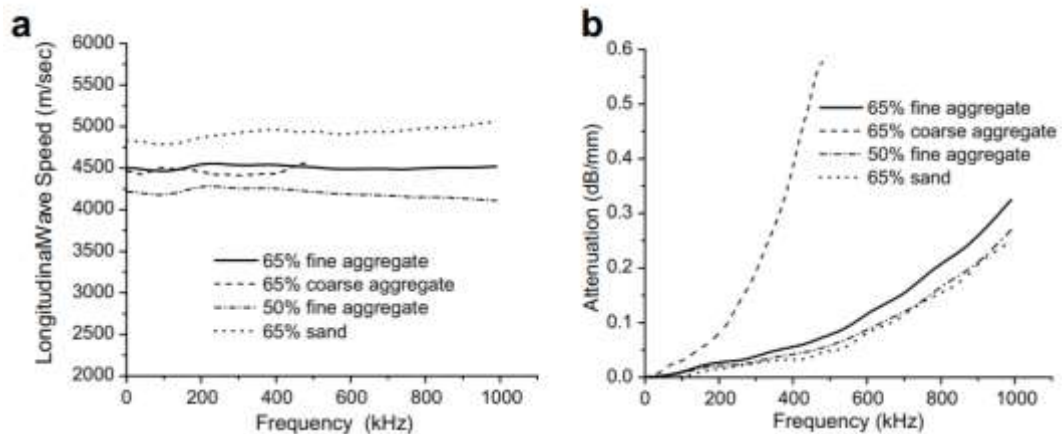 a
LongitudinalWave Speed (m/sec)
6000
5500
5000
4500
4000
3500
3000
2500
2000
65% fine aggregate
65% coarse aggregate
50% fine aggregate
65% sand
0 200 400 600 800 1000
Frequency (kHz)
b
Attenuation (dB/mm)
0.6
0.5
0.4
0.3
0.2
0.1
0.0
65% fine aggregate
65% coarse aggregate
50% fine aggregate
65% sand
0 200 400 600 800 1000
Frequency (kHz)